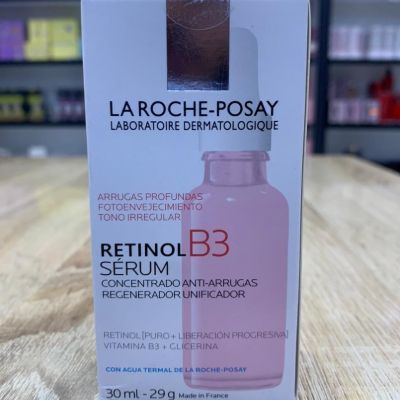 LA ROCHE-POSAY
LABORATOIRE DERMATOLOGIQUE
ARRUGAS PROFUNDAS
FOTOENVEJECIMIENTO
TONO IRREGULAR
RETINOL B3
SÉRUM
CONCENTRADO ANTI-ARRUGAS
REGENERADOR UNIFICADOR
RETINOL [PURO + LIBERACIÓN PROGRESIVA]
VITAMINA B3 + GLICERINA
CON AGUA TERMAL DE LA ROCHE-POSAY
30 ml - 29 g Made in France